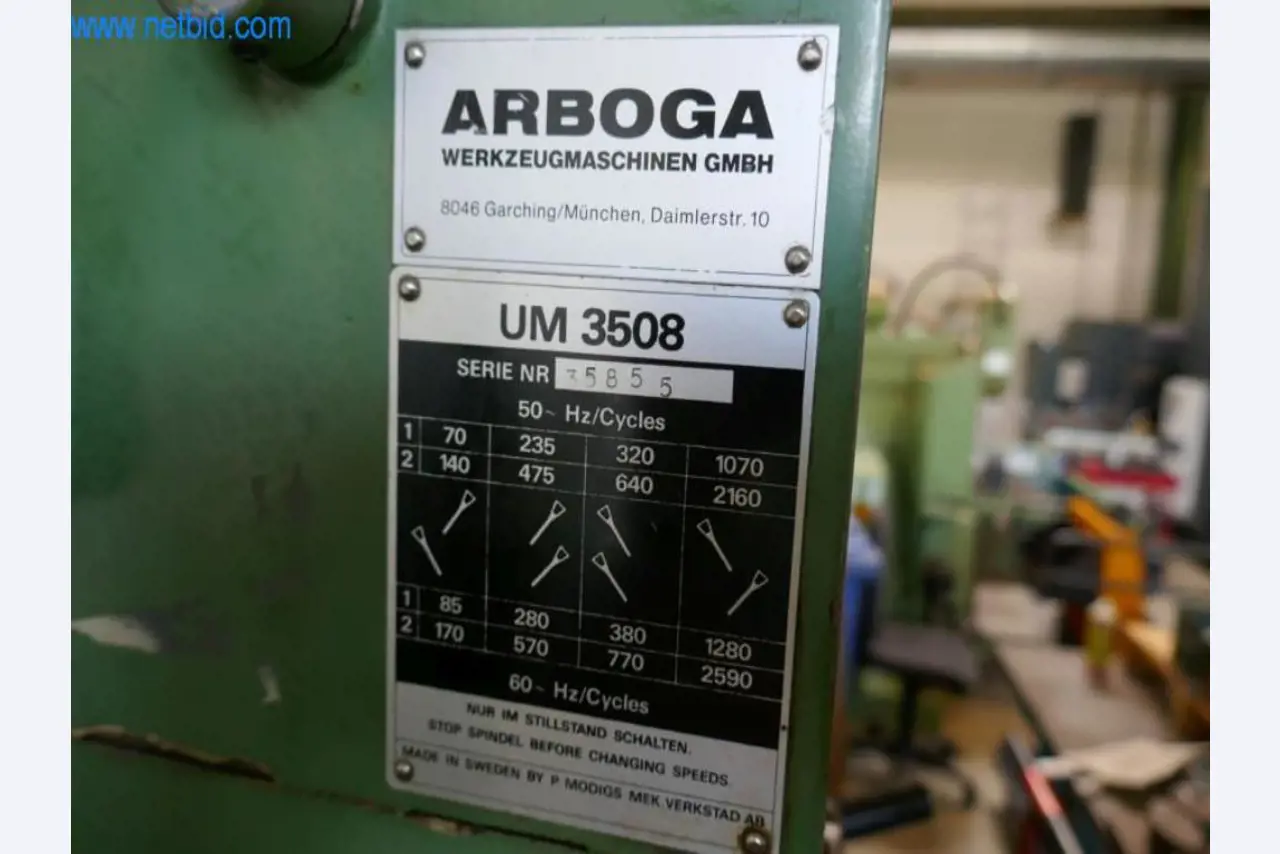 www.netbid.com
ARBOGA
WERKZEUGMASCHINEN GMBH
8046 Garching/München, Daimlerstr. 10
UM 3508
SERIE NR 35855
50~ Hz/Cycles
1 70 235 320 1070
2 140 475 640 2160
1 85 280 380 1280
2 170 570 770 2590
60~ Hz/Cycles
NUR IM STILLSTAND SCHALTEN.
STOP SPINDEL BEFORE CHANGING SPEEDS.
MADE IN SWEDEN BY P MODIGS MEK VERKSTAD AB